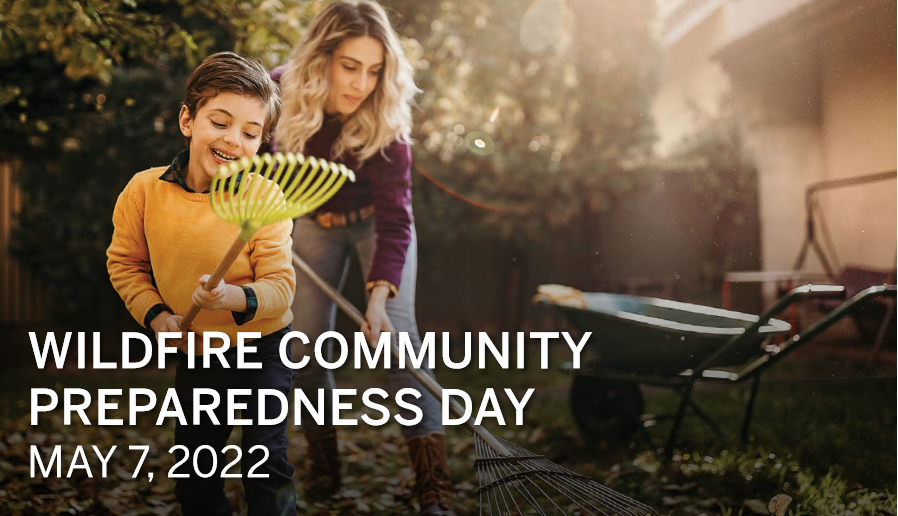 WILDFIRE COMMUNITY
PREPAREDNESS DAY
MAY 7, 2022